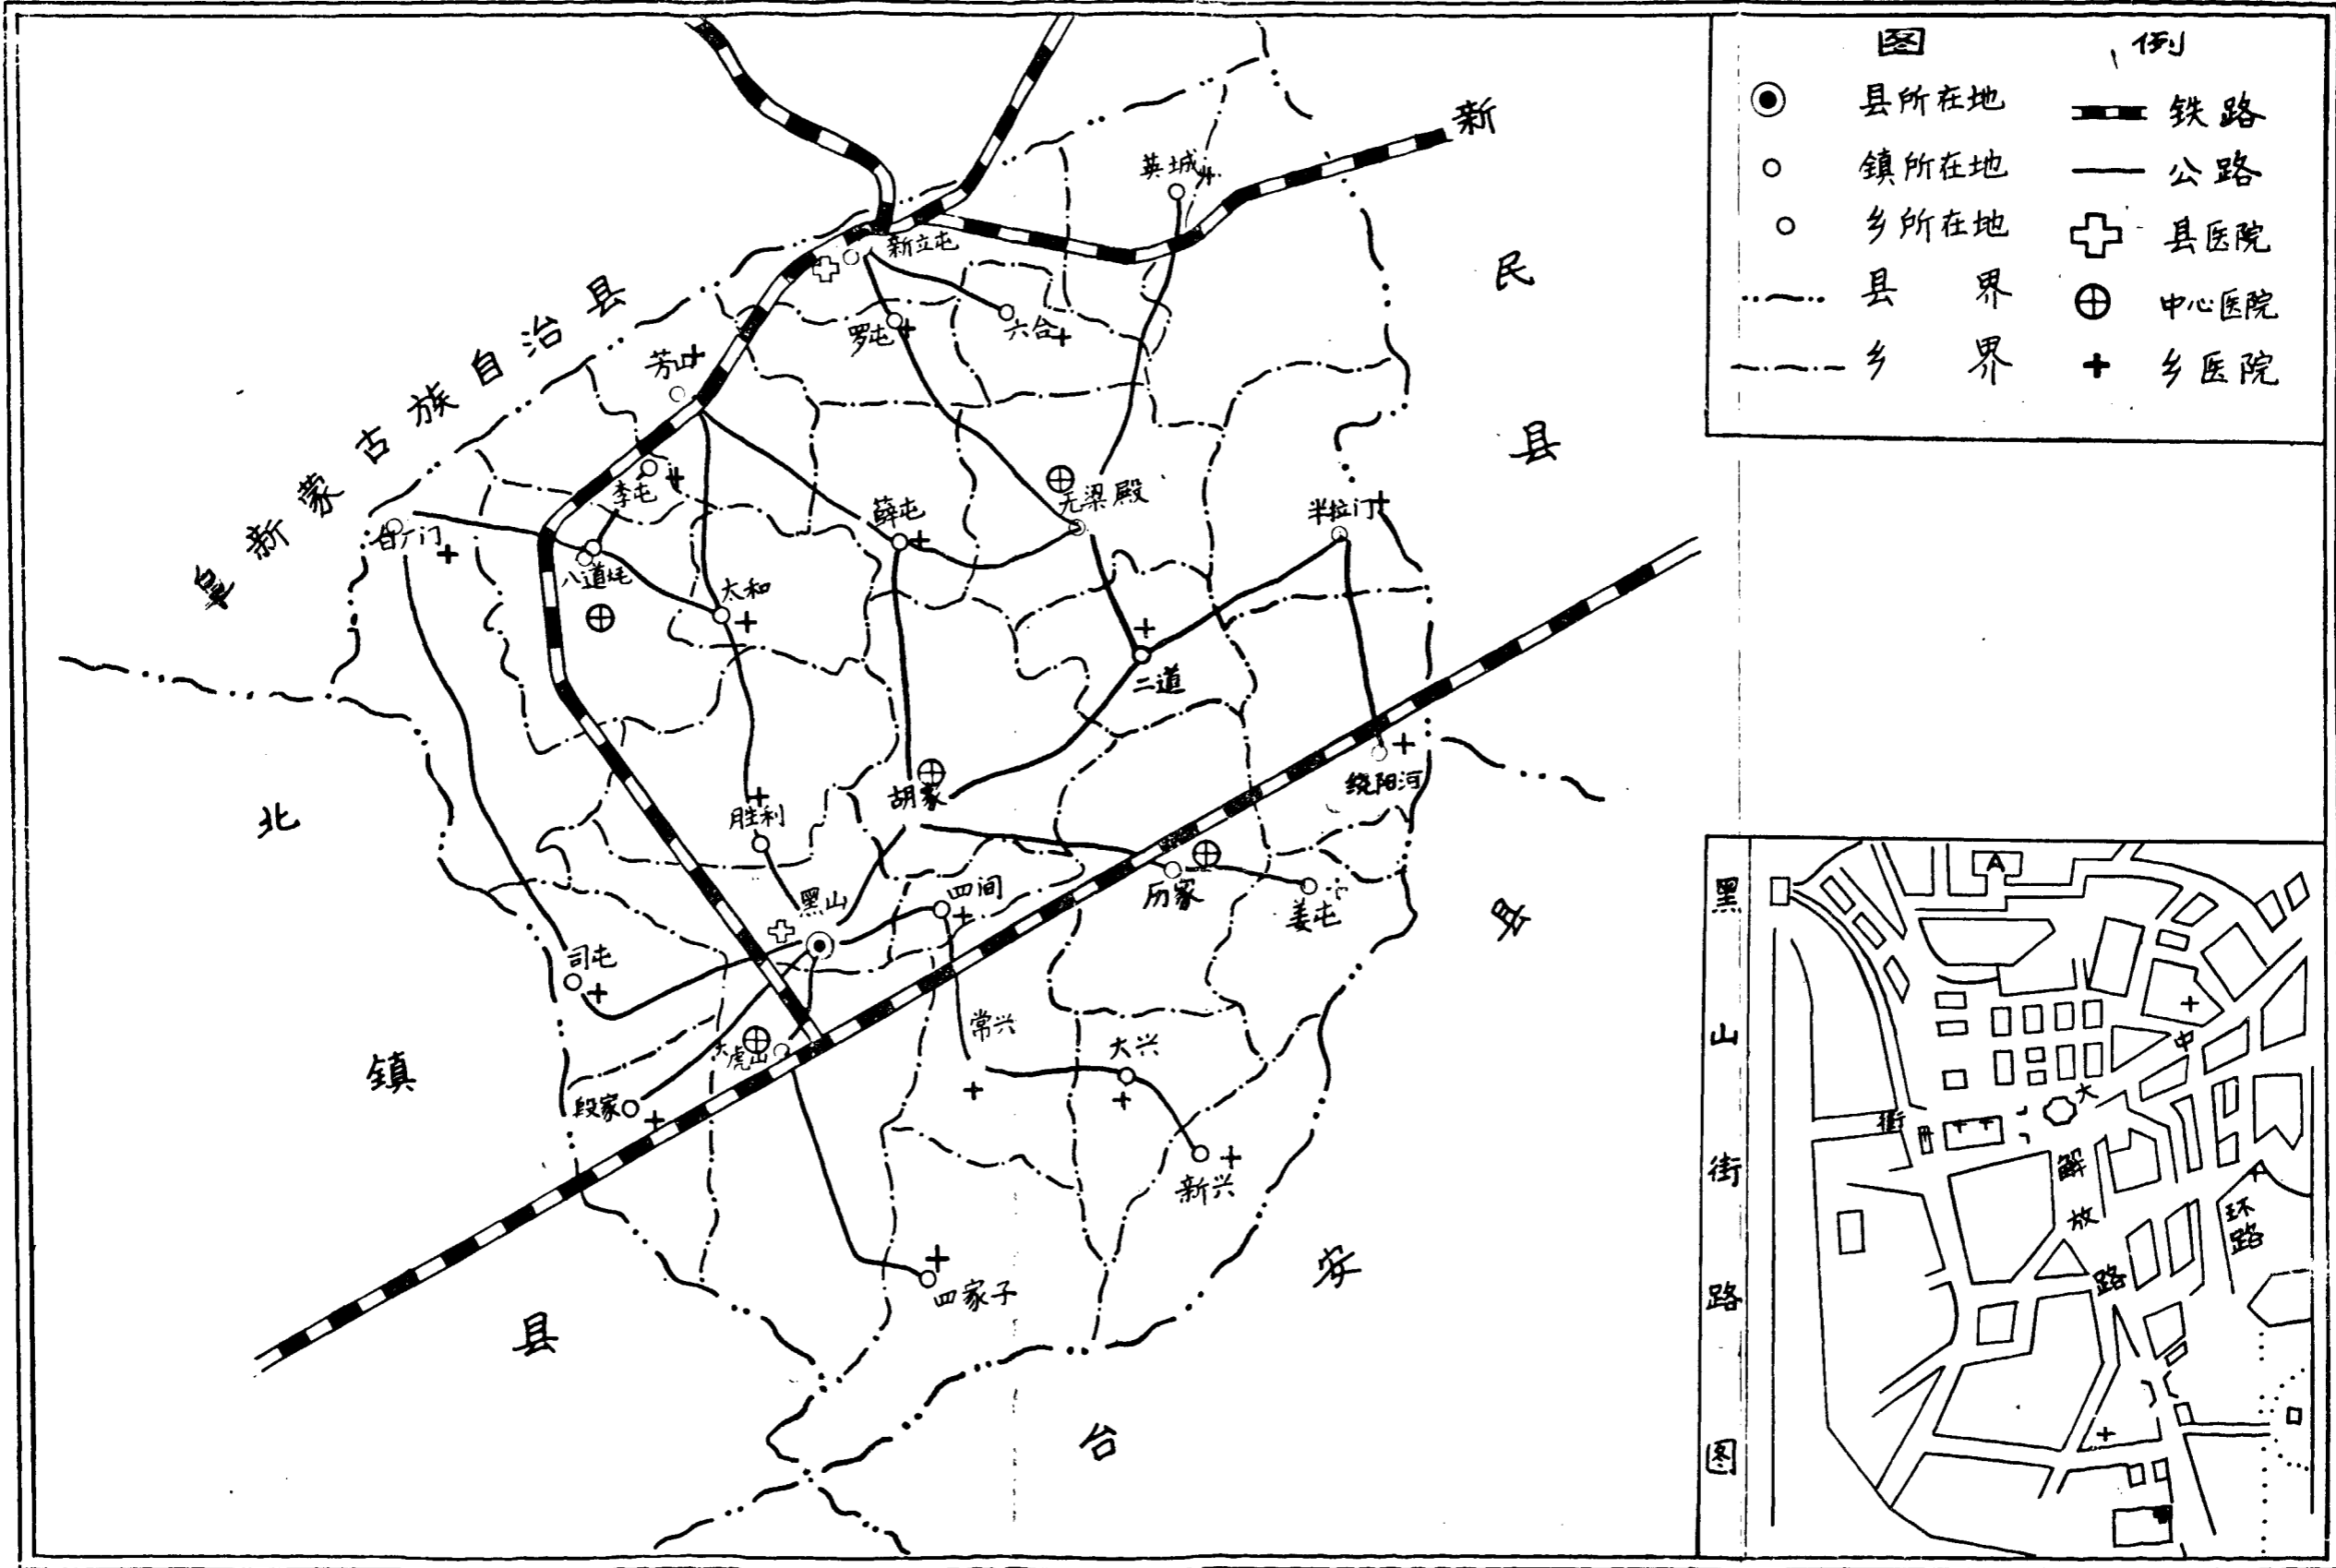 图 例
县所在地
铁路
鎮所在地
公路
乡所在地
县医院
县 界
中心医院
乡 界
乡医院
新民县
阜新蒙古族自治县
北镇县
台安县
英城
新立屯
罗屯
六合
芳山
李屯
白厂门
八道壕
薛屯
无梁殿
半拉门
太和
二道
胡家
绕阳河
胜利
黑山
四间
历家
姜屯
司屯
常兴
大兴
大虎山
段家
新兴
四家子
黑山街路图
中大街
解放路
环路